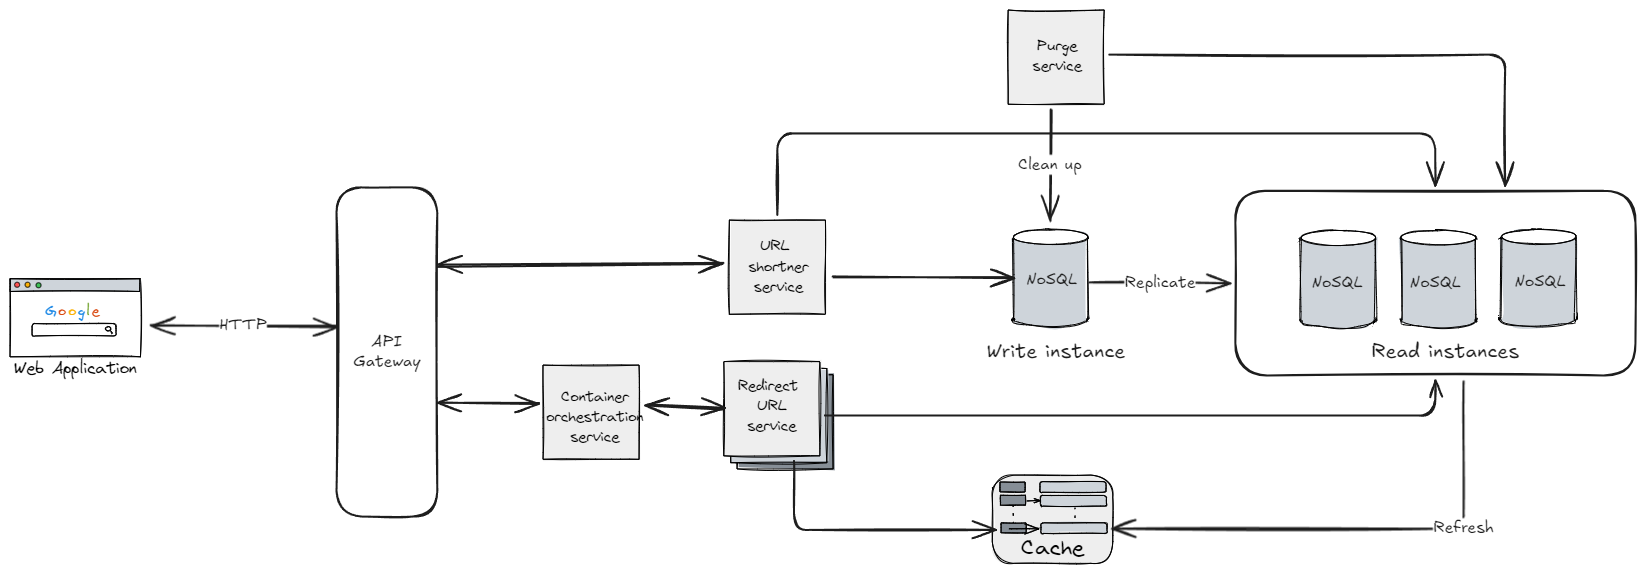 Purge
service
Clean up
URL
shortner
service
NoSQL
Replicate
NoSQL
NoSQL
NoSQL
Write instance
Read instances
Google
Web Application
HTTP
API
Gateway
Container
orchestration
service
Redirect
URL
service
Cache
Refresh